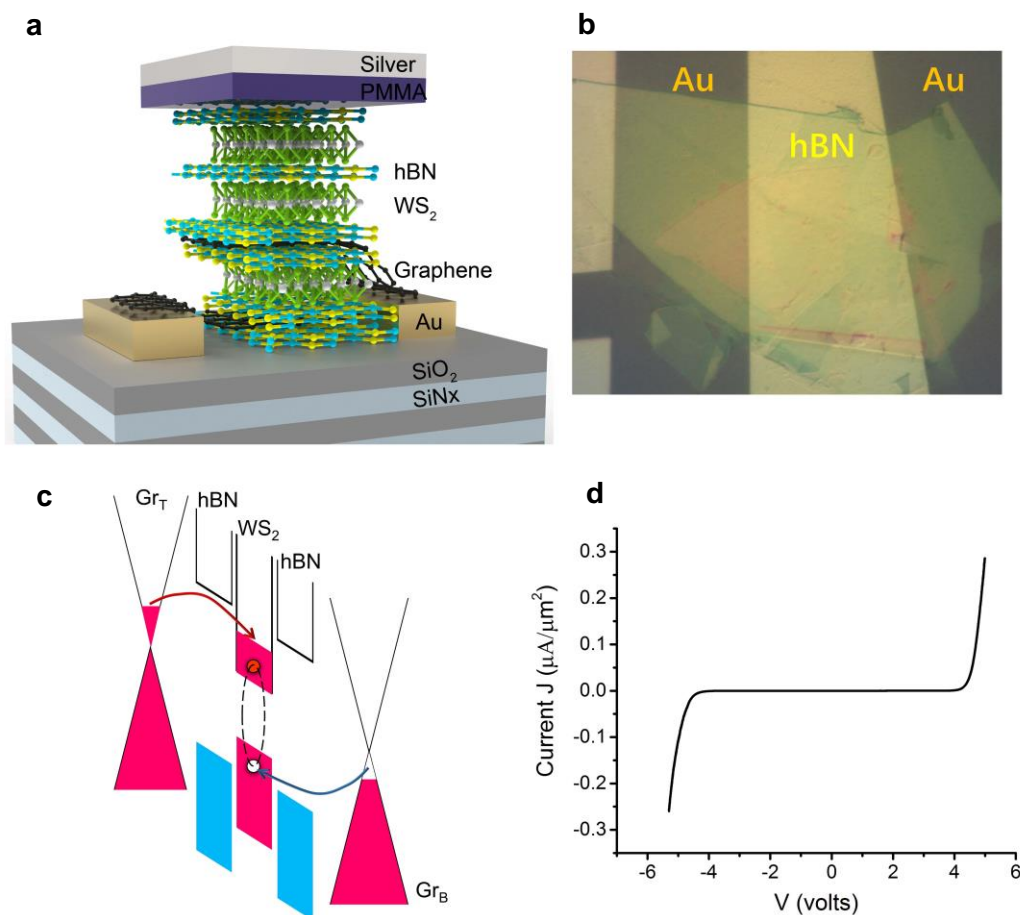 a
Silver
PMMA
hBN
WS2
Graphene
Au
SiO2
SiNx
b
Au
Au
hBN
c
GrT
hBN
WS2
hBN
GrB
d
Current J (μA/μm²)
0.3
0.2
0.1
0.0
-0.1
-0.2
-0.3
-6 -4 -2 0 2 4 6
V (volts)